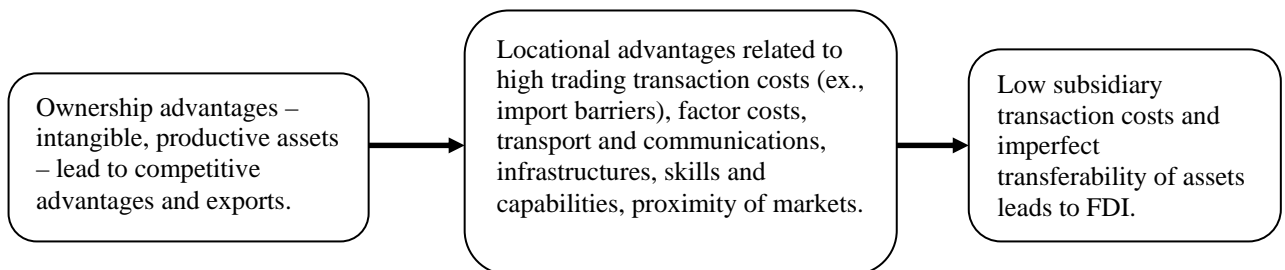 Ownership advantages –
intangible, productive assets
– lead to competitive
advantages and exports.
Locational advantages related to
high trading transaction costs (ex.,
import barriers), factor costs,
transport and communications,
infrastructures, skills and
capabilities, proximity of markets.
Low subsidiary
transaction costs and
imperfect
transferability of assets
leads to FDI.